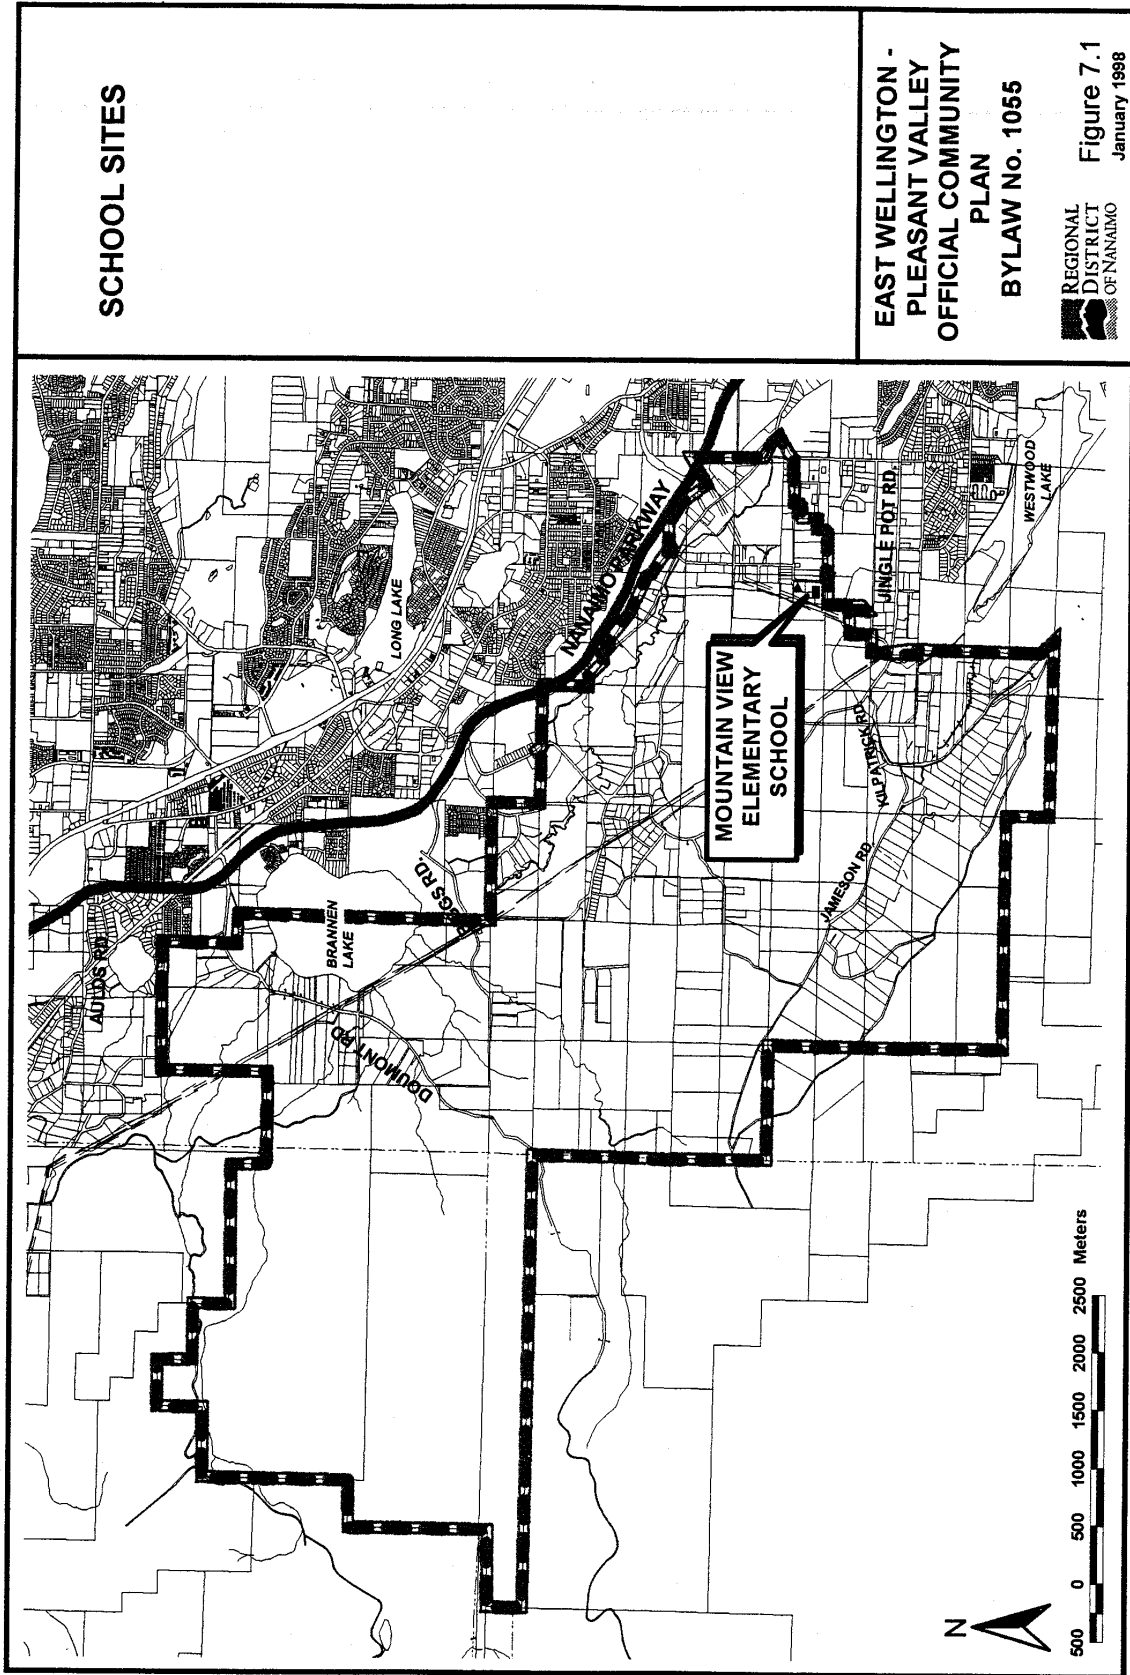 SCHOOL SITES
EAST WELLINGTON -
PLEASANT VALLEY
OFFICIAL COMMUNITY
PLAN
BYLAW No. 1055
REGIONAL
DISTRICT
OF NANAIMO
Figure 7.1
January 1998
AULDS RD.
LONG LAKE
NANAIMO PARKWAY
BRANNEN
LAKE
BIGGS RD.
DOUMONT RD.
MOUNTAIN VIEW
ELEMENTARY
SCHOOL
JINGLE POT RD.
WESTWOOD
LAKE
KILPATRICK RD.
JAMESON RD.
N
500 0 500 1000 1500 2000 2500 Meters